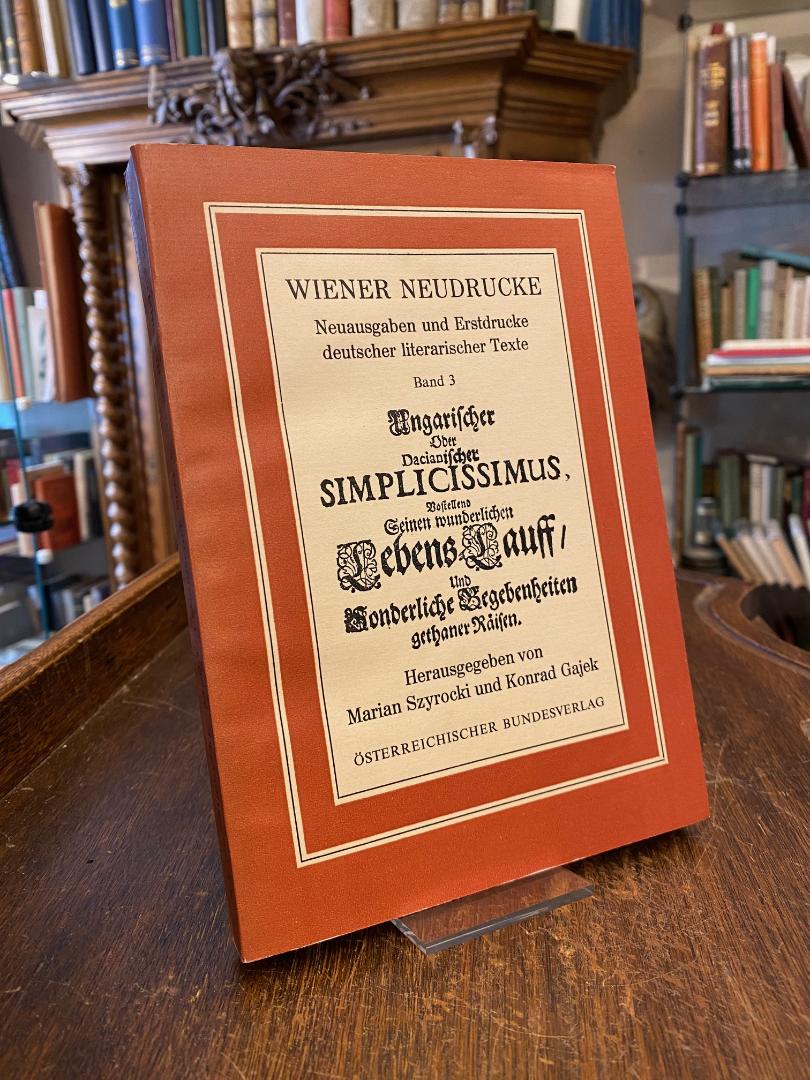 WIENER NEUDRUCKE
Neuausgaben und Erstdrucke
deutscher literarischer Texte
Band 3
Ungarischer
Oder
Dacianischer
SIMPLICISSIMUS,
Vostellend
Seinen wunderlichen
Lebens-Lauff/
Und
Sonderliche Begebenheiten
gethaner Räisen.
Herausgegeben von
Marian Szyrocki und Konrad Gajek
ÖSTERREICHISCHER BUNDESVERLAG